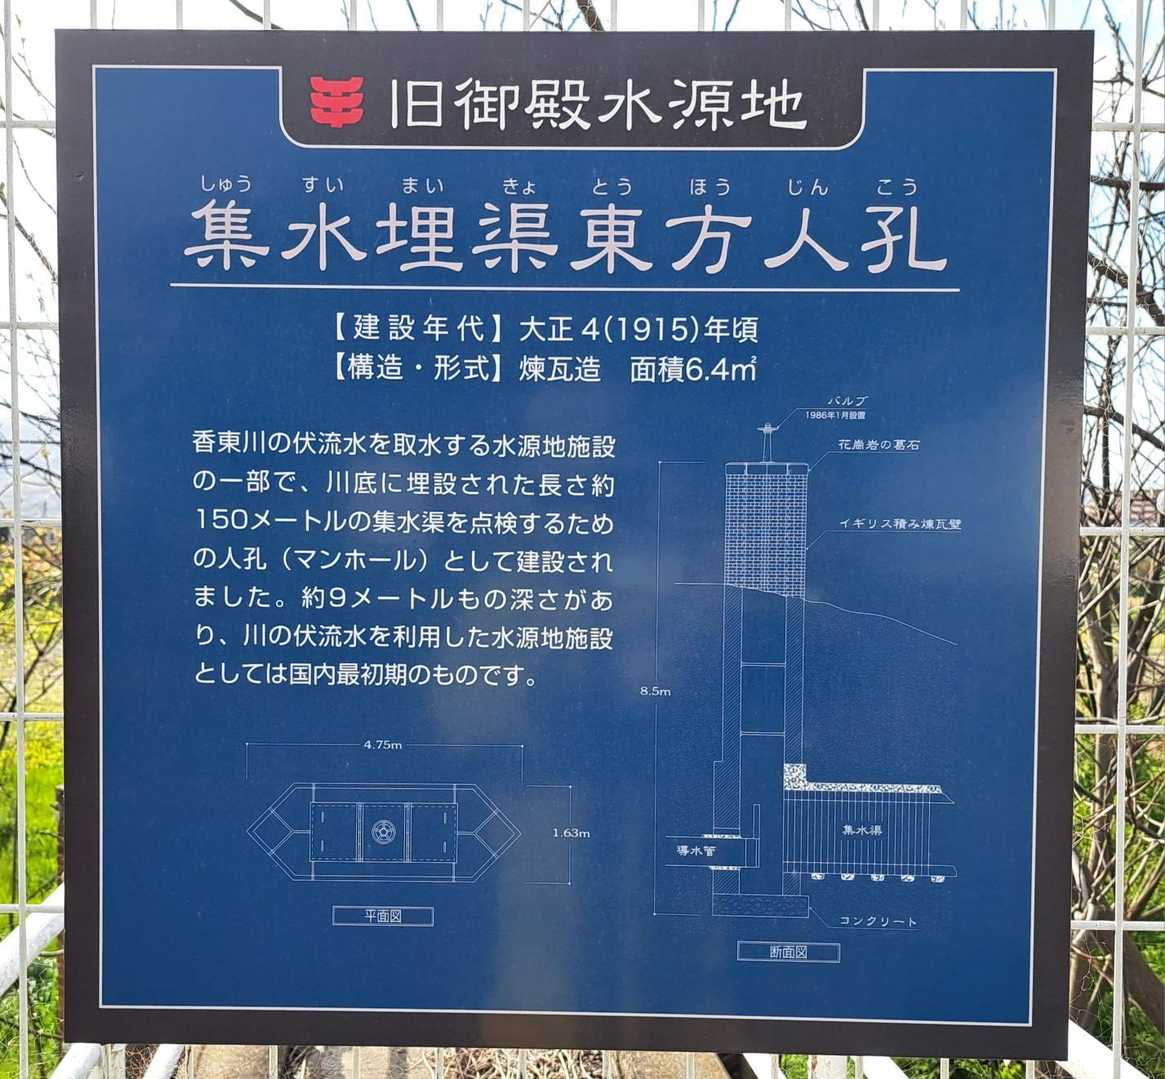 旧御殿水源地
しゅう すい まい きょ とう ほう じん こう
集水埋渠東方人孔
【建設年代】大正4(1915)年頃
【構造・形式】煉瓦造　面積6.4㎡
香東川の伏流水を取水する水源地施設
の一部で、川底に埋設された長さ約
150メートルの集水渠を点検するため
の人孔（マンホール）として建設され
ました。約9メートルもの深さがあ
り、川の伏流水を利用した水源地施設
としては国内最初期のものです。
4.75m
1.63m
平面図
バルブ
1986年1月設置
花崗岩の葛石
イギリス積み煉瓦壁
8.5m
集水渠
導水管
コンクリート
断面図